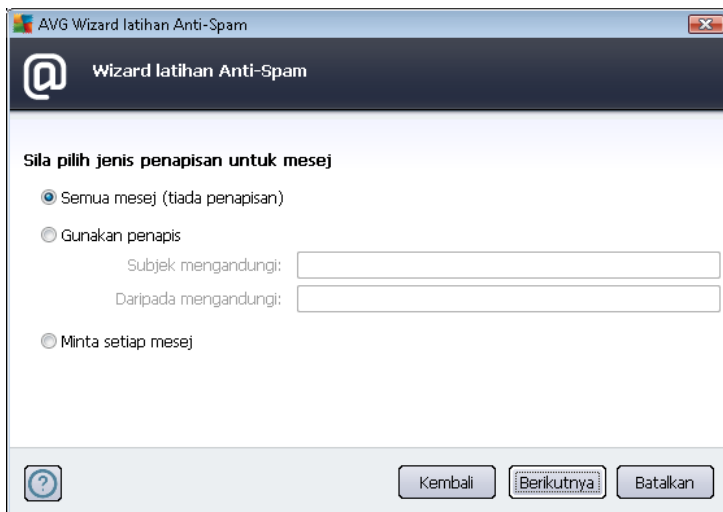 AVG Wizard latihan Anti-Spam
@ Wizard latihan Anti-Spam
Sila pilih jenis penapisan untuk mesej
Semua mesej (tiada penapisan)
Gunakan penapis
Subjek mengandungi:
Daripada mengandungi:
Minta setiap mesej
? Kembali Berikutnya Batalkan